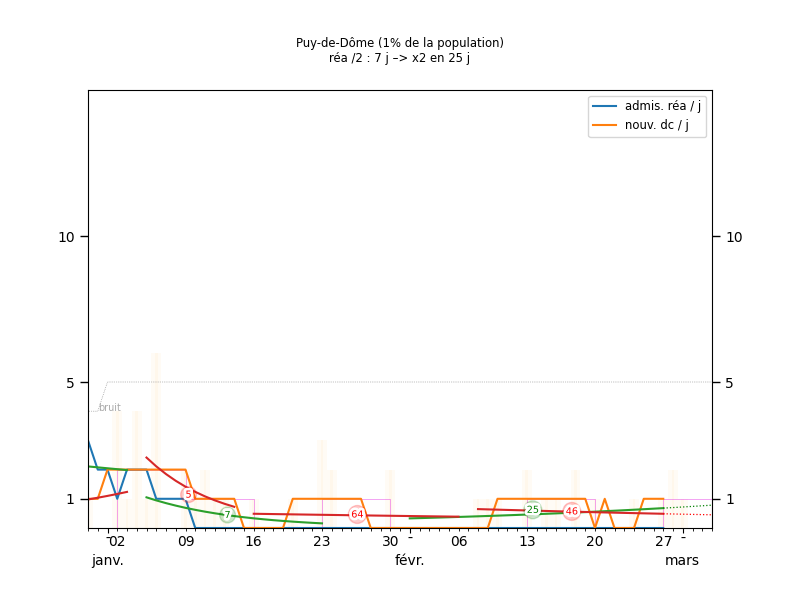 Puy-de-Dôme (1% de la population)
réa /2 : 7 j –> x2 en 25 j
admis. réa / j
nouv. dc / j
10 10
5 5
bruit
1 1
5
7
64
25
46
02 09 16 23 30 06 13 20 27
janv. févr. mars